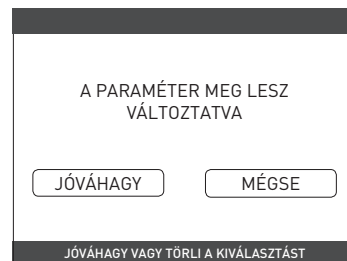 A PARAMÉTER MEG LESZ
VÁLTOZTATVA
JÓVÁHAGY MÉGSE
JÓVÁHAGY VAGY TÖRLI A KIVÁLASZTÁST